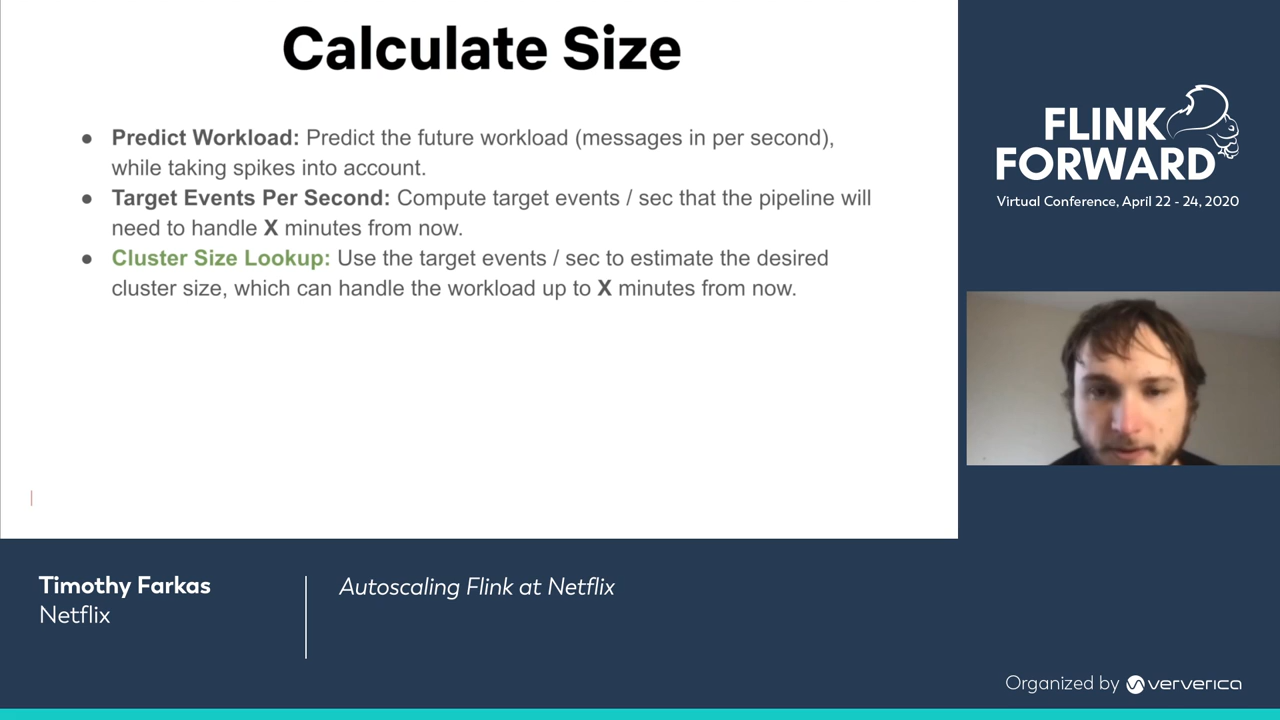 Calculate Size
● Predict Workload: Predict the future workload (messages in per second),
while taking spikes into account.
● Target Events Per Second: Compute target events / sec that the pipeline will
need to handle X minutes from now.
● Cluster Size Lookup: Use the target events / sec to estimate the desired
cluster size, which can handle the workload up to X minutes from now.
FLINK
FORWARD
Virtual Conference, April 22 - 24, 2020
Timothy Farkas
Netflix
Autoscaling Flink at Netflix
Organized by ververica